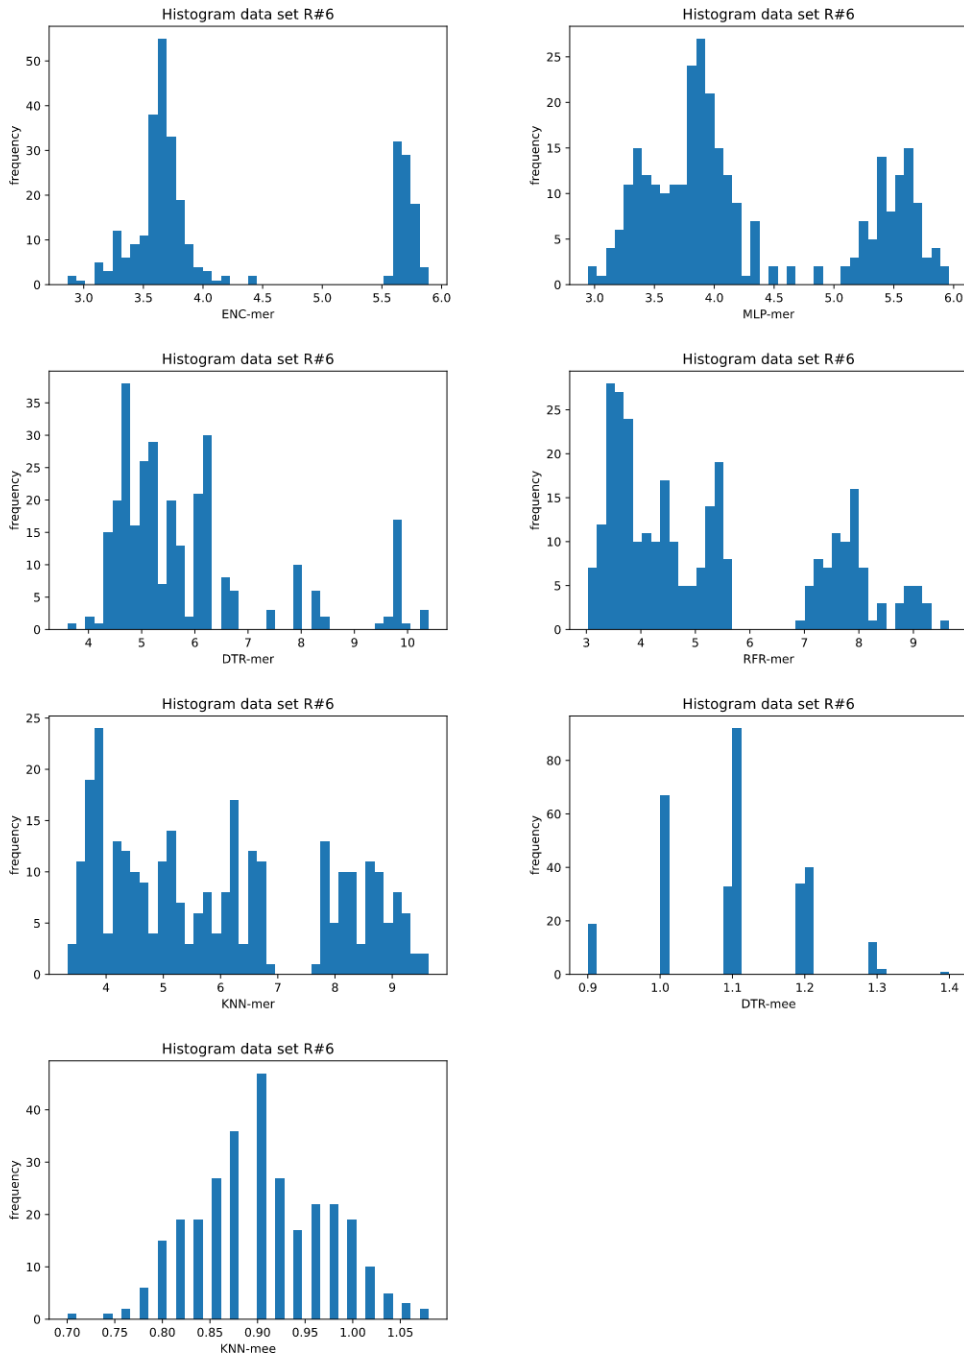 Histogram data set R#6
frequency
50
40
30
20
10
0
3.0 3.5 4.0 4.5 5.0 5.5 6.0
ENC-mer
Histogram data set R#6
frequency
25
20
15
10
5
0
3.0 3.5 4.0 4.5 5.0 5.5 6.0
MLP-mer
Histogram data set R#6
frequency
35
30
25
20
15
10
5
0
4 5 6 7 8 9 10
DTR-mer
Histogram data set R#6
frequency
25
20
15
10
5
0
3 4 5 6 7 8 9
RFR-mer
Histogram data set R#6
frequency
25
20
15
10
5
0
4 5 6 7 8 9
KNN-mer
Histogram data set R#6
frequency
80
60
40
20
0
0.9 1.0 1.1 1.2 1.3 1.4
DTR-mee
Histogram data set R#6
frequency
40
30
20
10
0
0.70 0.75 0.80 0.85 0.90 0.95 1.00 1.05
KNN-mee